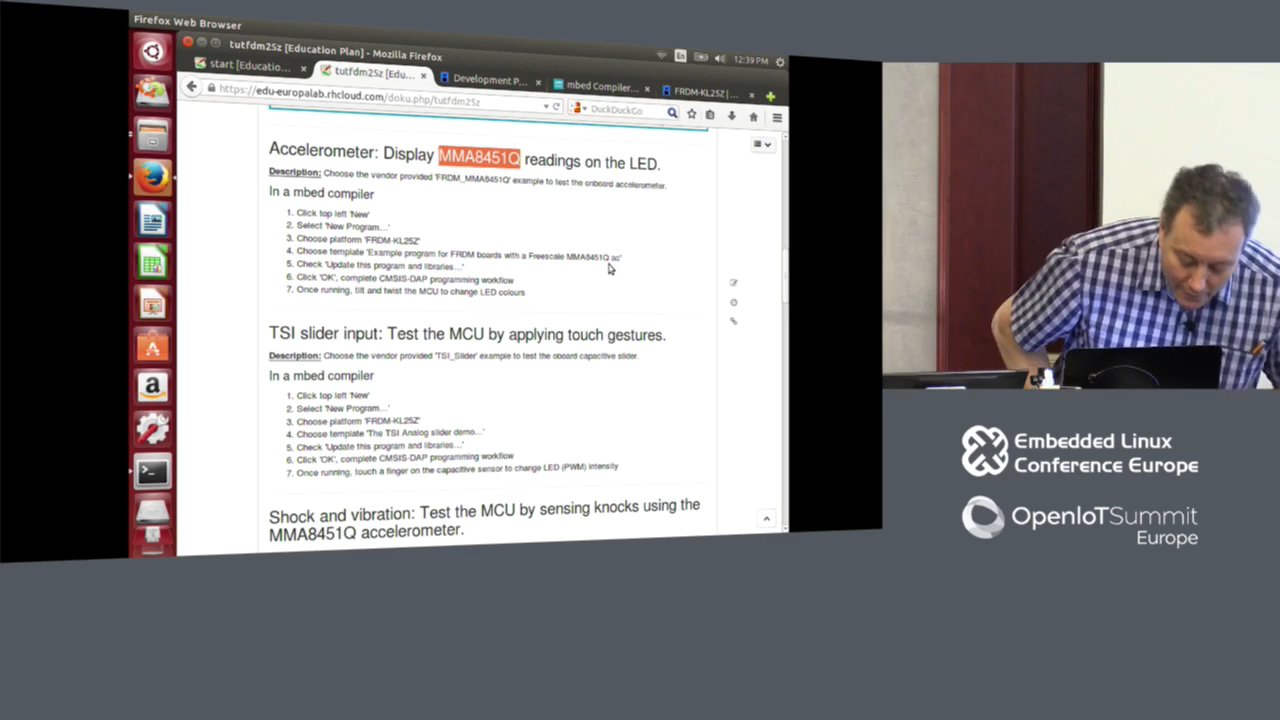 Firefox Web Browser
tutfdm25z [Education Plan] - Mozilla Firefox
En
12:39 PM
start [Educatio...
tutfdm25z [Edu...
Development P...
mbed Compiler...
FRDM-KL25Z | ...
https://edu-europalab.rhcloud.com/doku.php/tutfdm25z
DuckDuckGo
Accelerometer: Display MMA8451Q readings on the LED.
Description: Choose the vendor provided 'FRDM_MMA8451Q' example to test the onboard accelerometer.
In a mbed compiler
1. Click top left 'New'
2. Select 'New Program...'
3. Choose platform 'FRDM-KL25Z'
4. Choose template 'Example program for FRDM boards with a Freescale MMA8451Q ac'
5. Check 'Update this program and libraries...'
6. Click 'OK', complete CMSIS-DAP programming workflow
7. Once running, tilt and twist the MCU to change LED colours
TSI slider input: Test the MCU by applying touch gestures.
Description: Choose the vendor provided 'TSI_Slider' example to test the oboard capacitive slider.
In a mbed compiler
1. Click top left 'New'
2. Select 'New Program...'
3. Choose platform 'FRDM-KL25Z'
4. Choose template 'The TSI Analog slider demo...'
5. Check 'Update this program and libraries...'
6. Click 'OK', complete CMSIS-DAP programming workflow
7. Once running, touch a finger on the capacitive sensor to change LED (PWM) intensity
Shock and vibration: Test the MCU by sensing knocks using the
MMA8451Q accelerometer.
Embedded Linux
Conference Europe
OpenIoTSummit
Europe